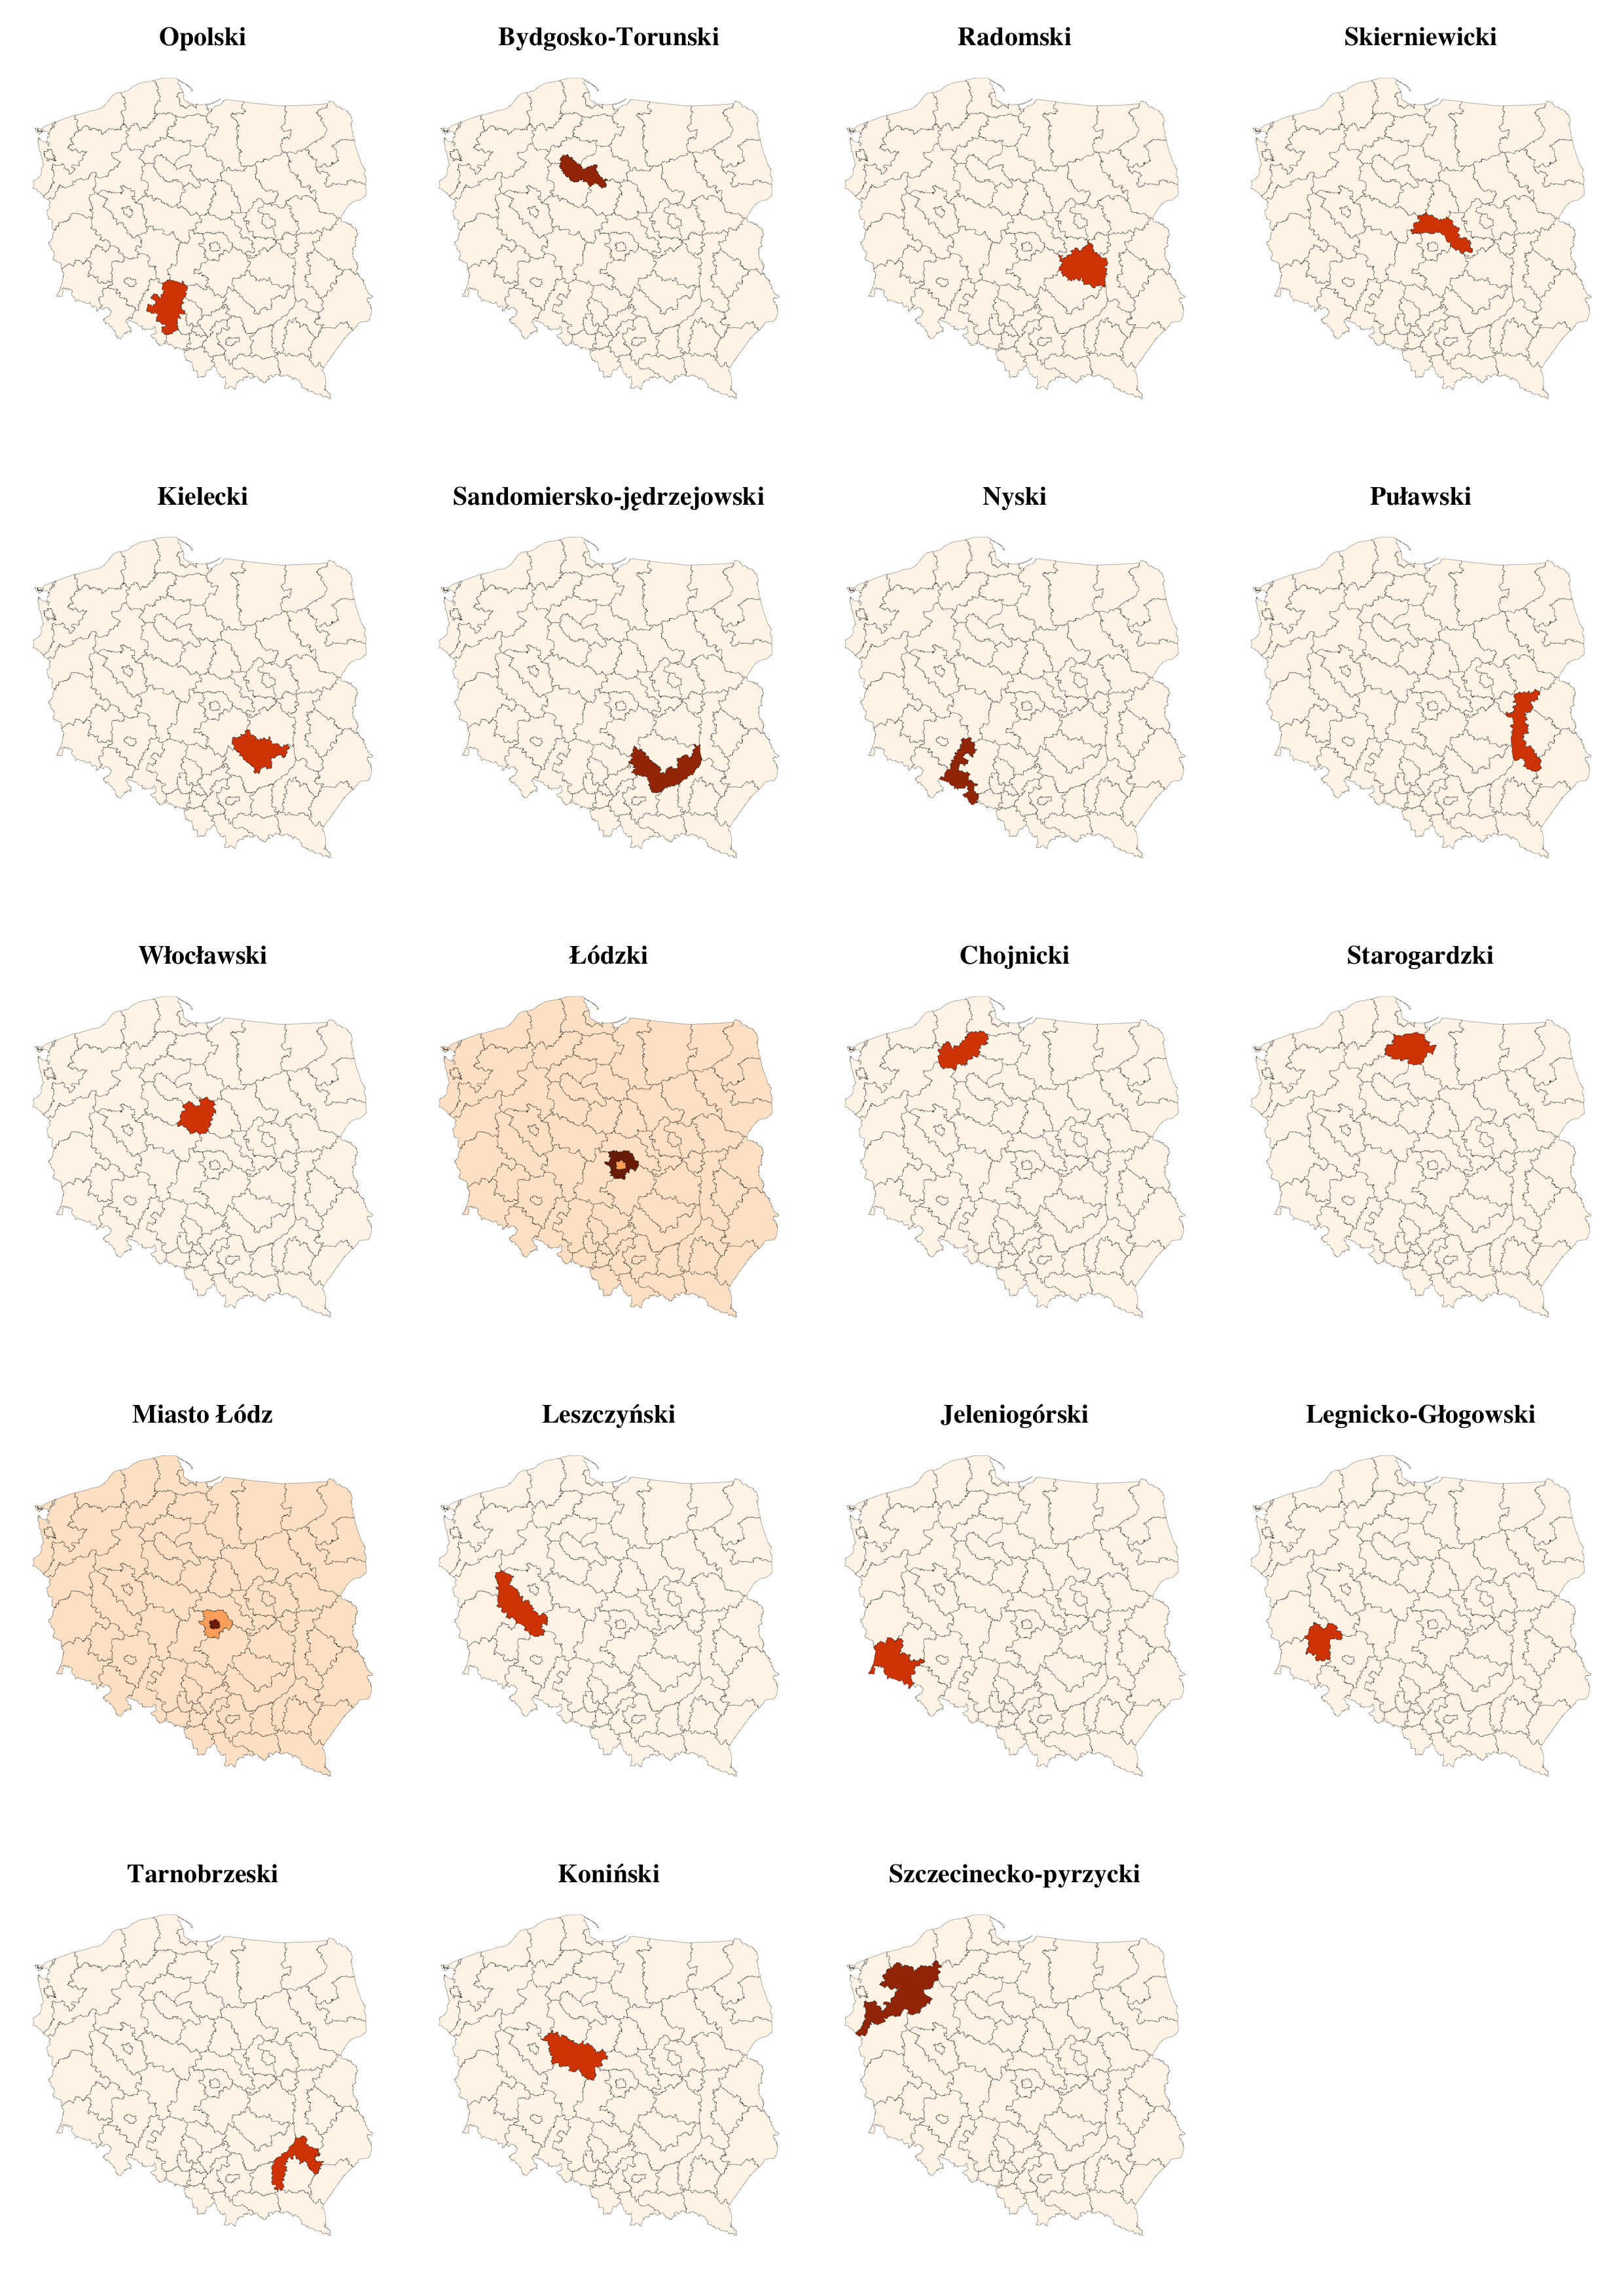 Opolski
Bydgosko-Torunski
Radomski
Skierniewicki
Kielecki
Sandomiersko-jędrzejowski
Nyski
Puławski
Włocławski
Łódzki
Chojnicki
Starogardzki
Miasto Łódz
Leszczyński
Jeleniogórski
Legnicko-Głogowski
Tarnobrzeski
Koniński
Szczecinecko-pyrzycki